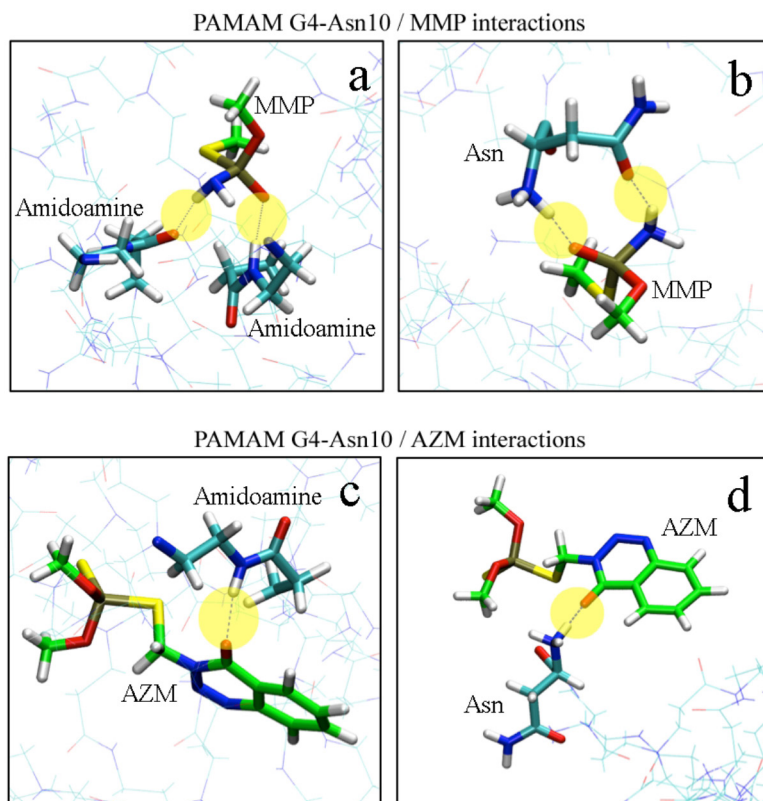 PAMAM G4-Asn10 / MMP interactions
a
MMP
Amidoamine
Amidoamine
b
Asn
MMP
PAMAM G4-Asn10 / AZM interactions
c
Amidoamine
AZM
d
AZM
Asn